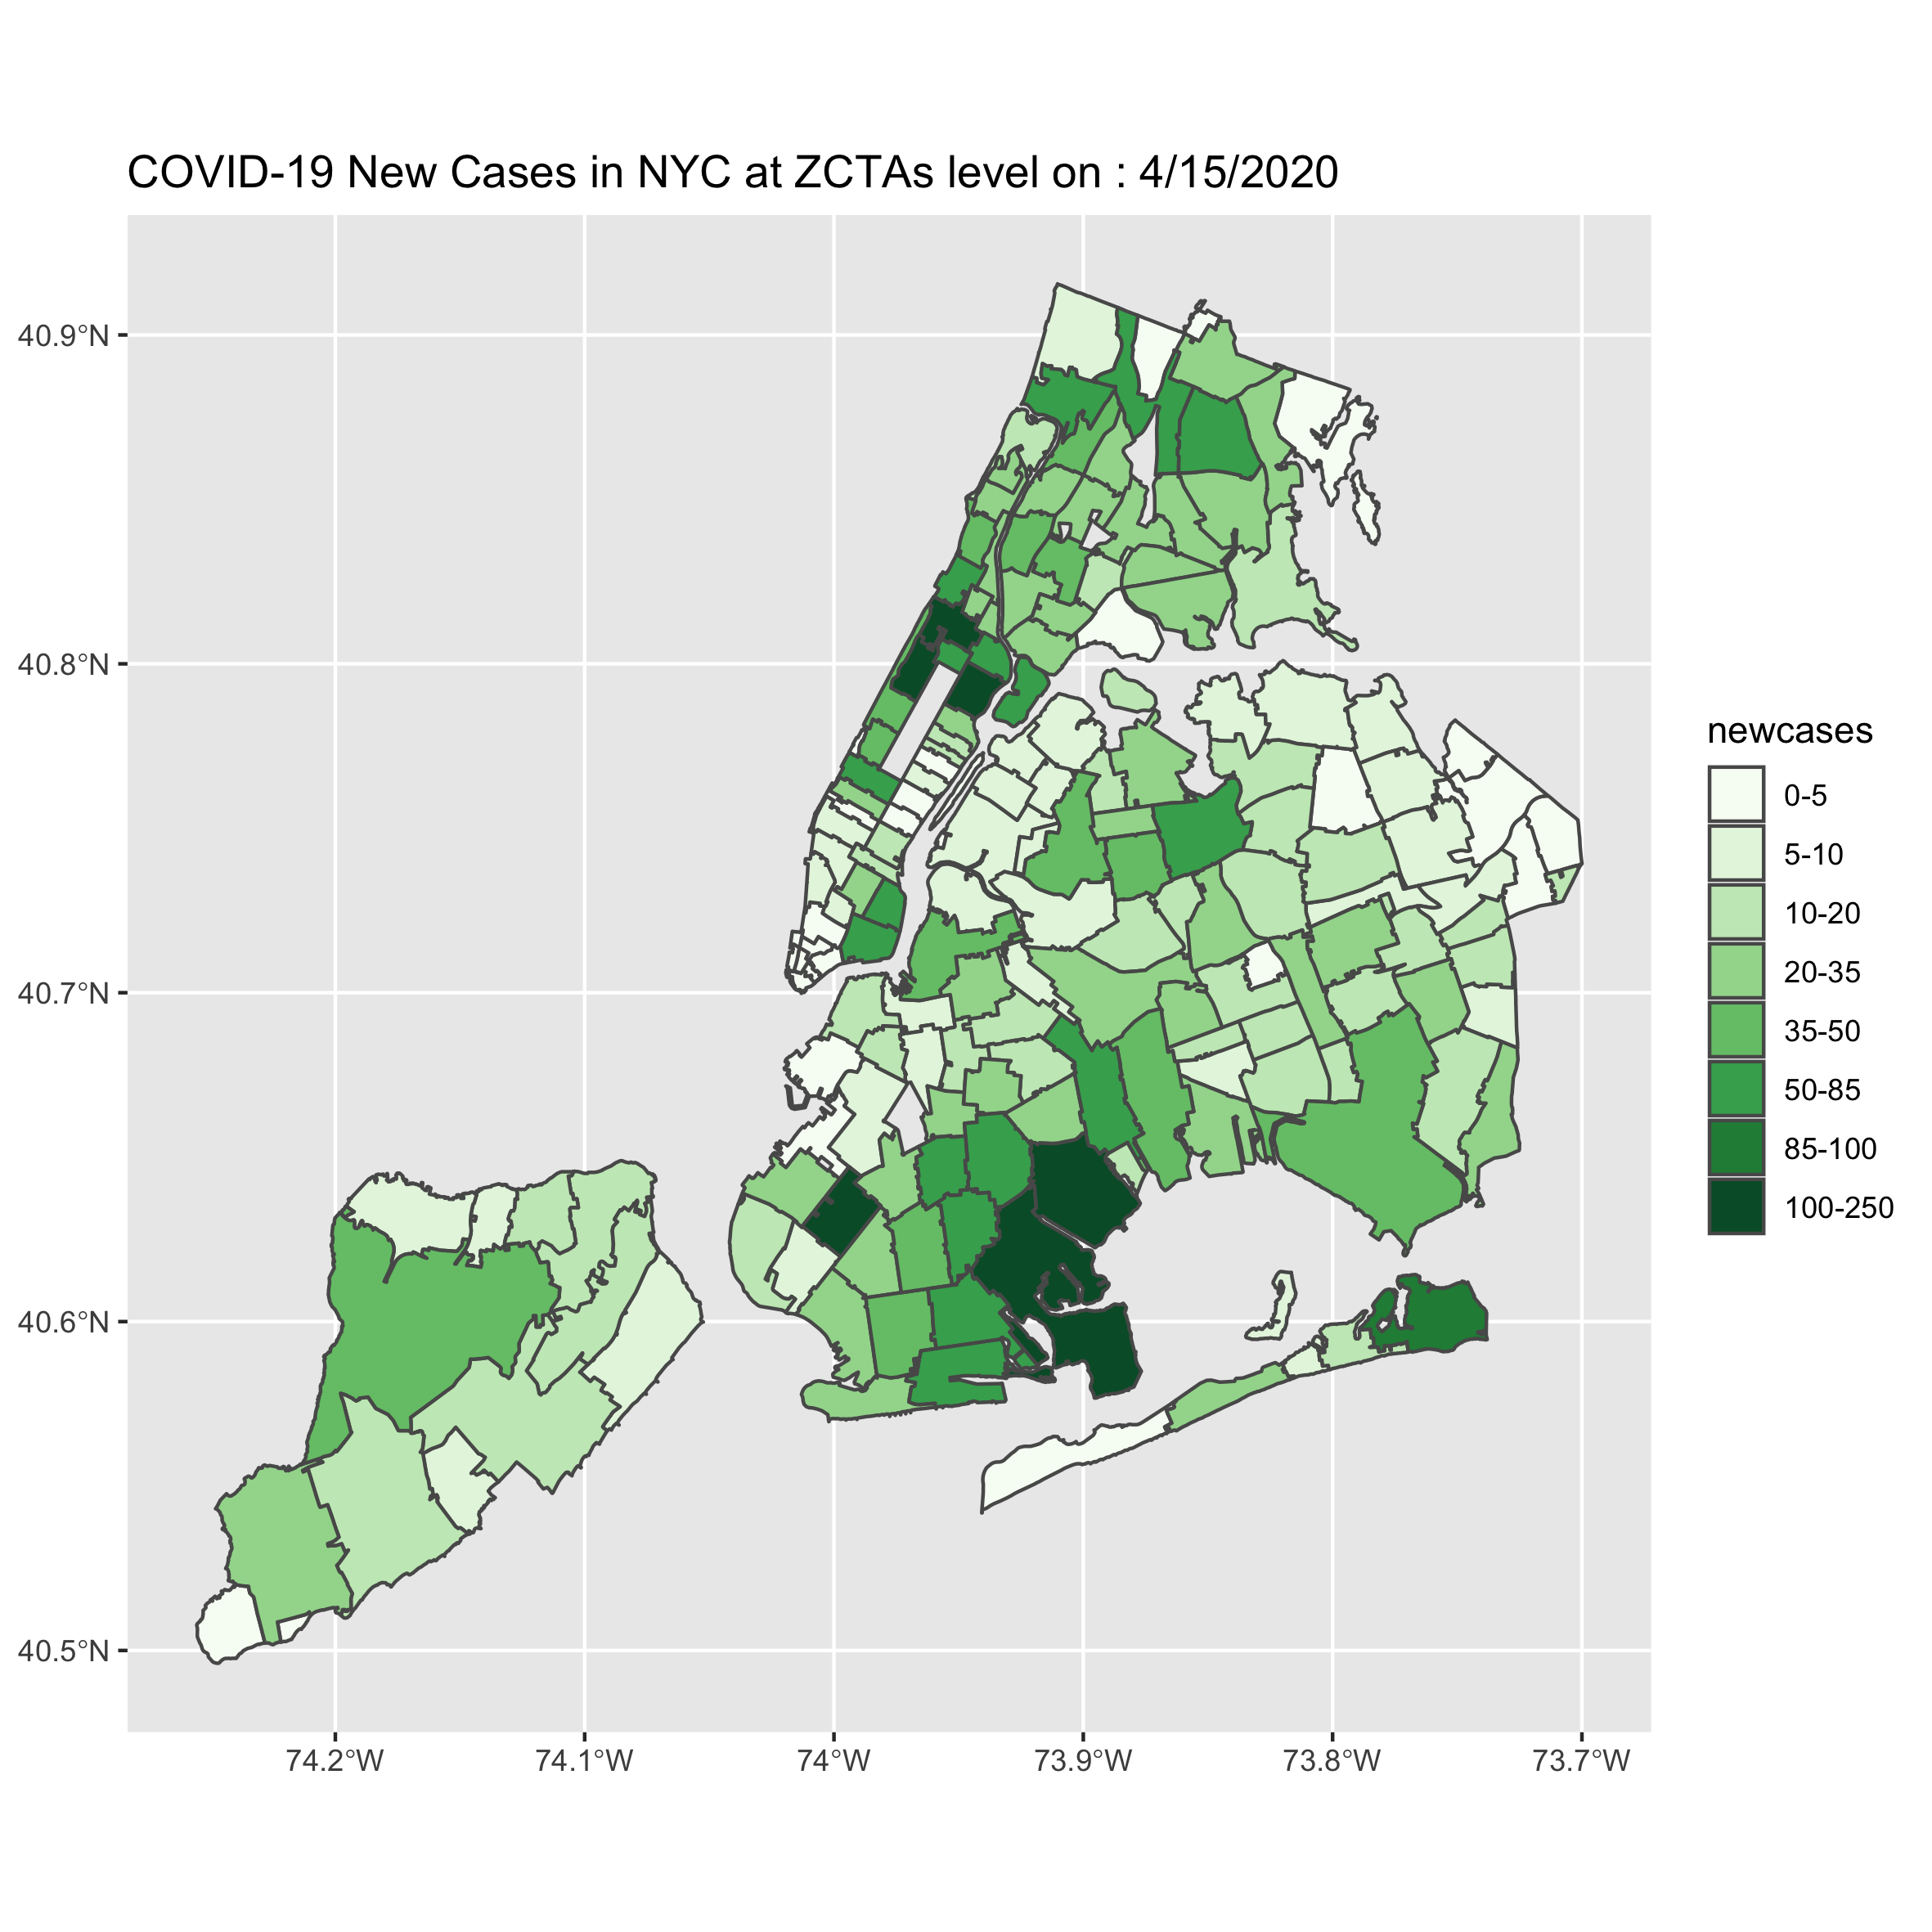 COVID-19 New Cases in NYC at ZCTAs level on : 4/15/2020
40.9°N
40.8°N
40.7°N
40.6°N
40.5°N
74.2°W
74.1°W
74°W
73.9°W
73.8°W
73.7°W
newcases
0-5
5-10
10-20
20-35
35-50
50-85
85-100
100-250